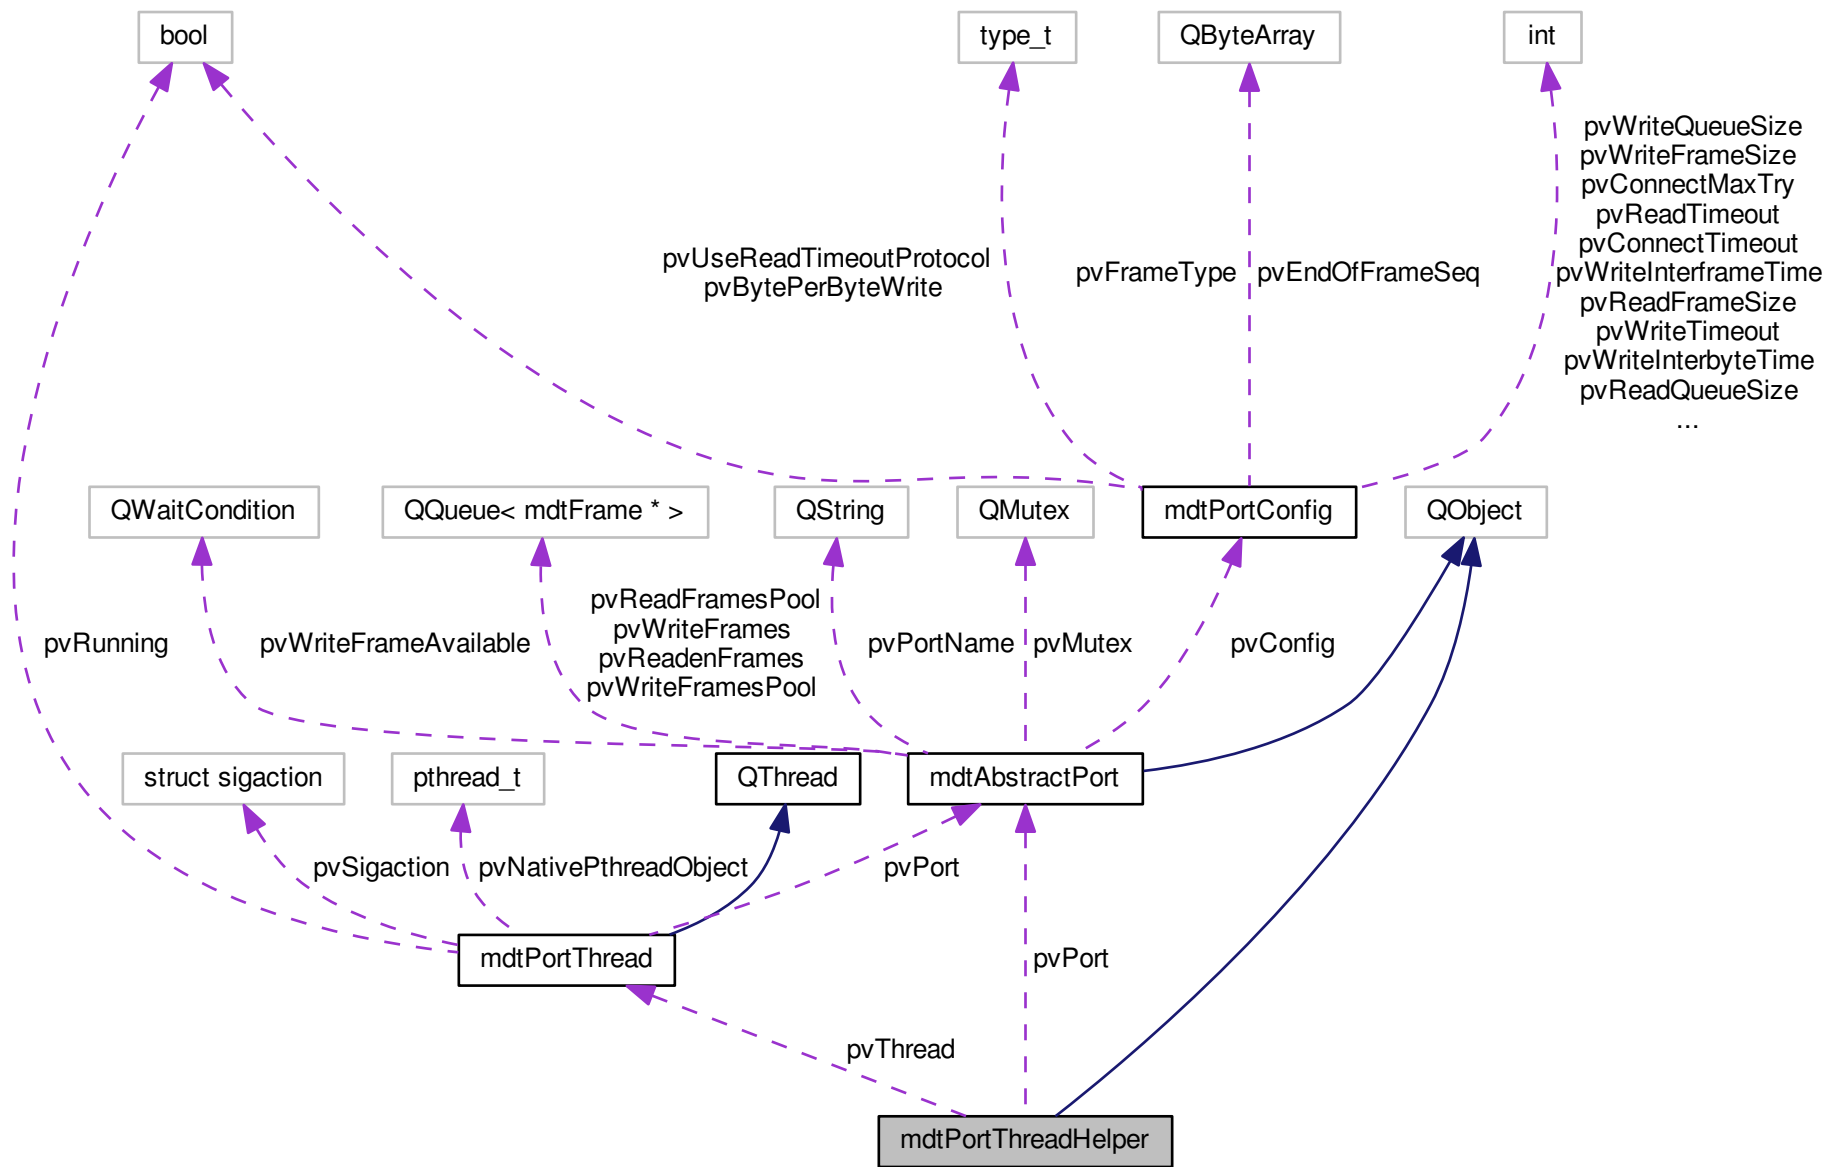 bool
type_t
QByteArray
int
pvWriteQueueSize
pvWriteFrameSize
pvConnectMaxTry
pvReadTimeout
pvConnectTimeout
pvWriteInterframeTime
pvReadFrameSize
pvWriteTimeout
pvWriteInterbyteTime
pvReadQueueSize
...
pvUseReadTimeoutProtocol
pvBytePerByteWrite
pvFrameType
pvEndOfFrameSeq
QWaitCondition
QQueue< mdtFrame * >
QString
QMutex
mdtPortConfig
QObject
pvRunning
pvWriteFrameAvailable
pvReadFramesPool
pvWriteFrames
pvReadenFrames
pvWriteFramesPool
pvPortName
pvMutex
pvConfig
struct sigaction
pthread_t
QThread
mdtAbstractPort
pvSigaction
pvNativePthreadObject
pvPort
mdtPortThread
pvPort
pvThread
mdtPortThreadHelper